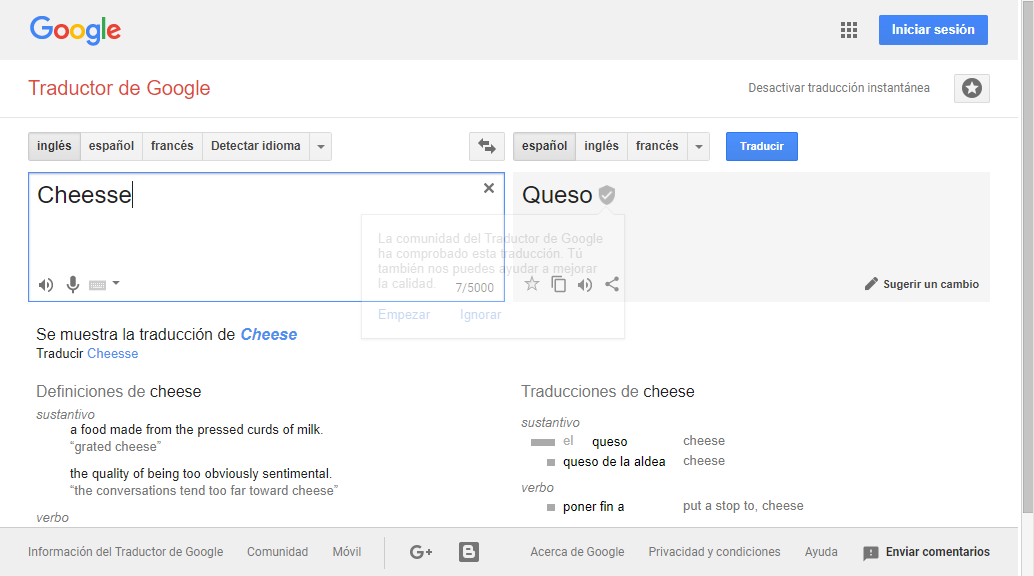 Google
Iniciar sesión
Traductor de Google
Desactivar traducción instantánea
inglés español francés Detectar idioma
español inglés francés Traducir
Cheesse
Queso
La comunidad del Traductor de Google
ha comprobado esta traducción. Tú
también nos puedes ayudar a mejorar
la calidad.
7/5000
Empezar Ignorar
Sugerir un cambio
Se muestra la traducción de Cheese
Traducir Cheesse
Definiciones de cheese
sustantivo
a food made from the pressed curds of milk.
“grated cheese”
the quality of being too obviously sentimental.
“the conversations tend too far toward cheese”
verbo
Traducciones de cheese
sustantivo
el queso cheese
queso de la aldea cheese
verbo
poner fin a put a stop to, cheese
Información del Traductor de Google Comunidad Móvil G+ Acerca de Google Privacidad y condiciones Ayuda Enviar comentarios